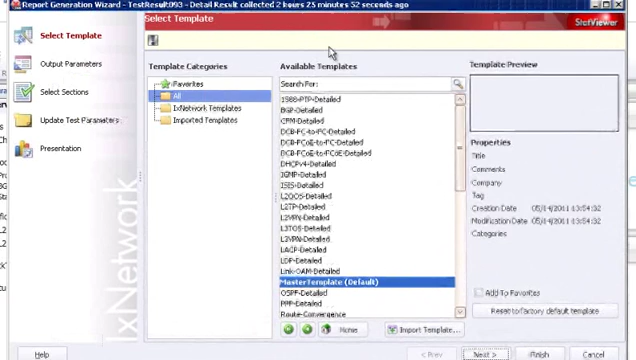 Report Generation Wizard - TestResult093 - Detail Result collected 2 hours 25 minutes 52 seconds ago
Select Template
StatViewer
Select Template
Output Parameters
Select Sections
Update Test Parameters
Presentation
IxNetwork
Template Categories
Favorites
All
IxNetwork Templates
Imported Templates
Available Templates
Search For:
1588-PTP-Detailed
BGP-Detailed
CFM-Detailed
DCB-FC-to-FC-Detailed
DCB-FCoE-to-FC-Detailed
DCB-FCoE-to-FCoE-Detailed
DHCPv4-Detailed
IGMP-Detailed
ISIS-Detailed
L2QOS-Detailed
L2TP-Detailed
L2VPN-Detailed
L3TOS-Detailed
L3VPN-Detailed
LACP-Detailed
LDP-Detailed
Link-OAM-Detailed
MasterTemplate (Default)
OSPF-Detailed
PPP-Detailed
Route-Convergence
Home
Import Template...
Template Preview
Properties
Title
Comments
Company
Tag
Creation Date 05/14/2011 13:54:32
Modification Date 05/14/2011 13:54:32
Categories
Add To Favorites
Reset to factory default template
Help
< Prev
Next >
Finish
Cancel